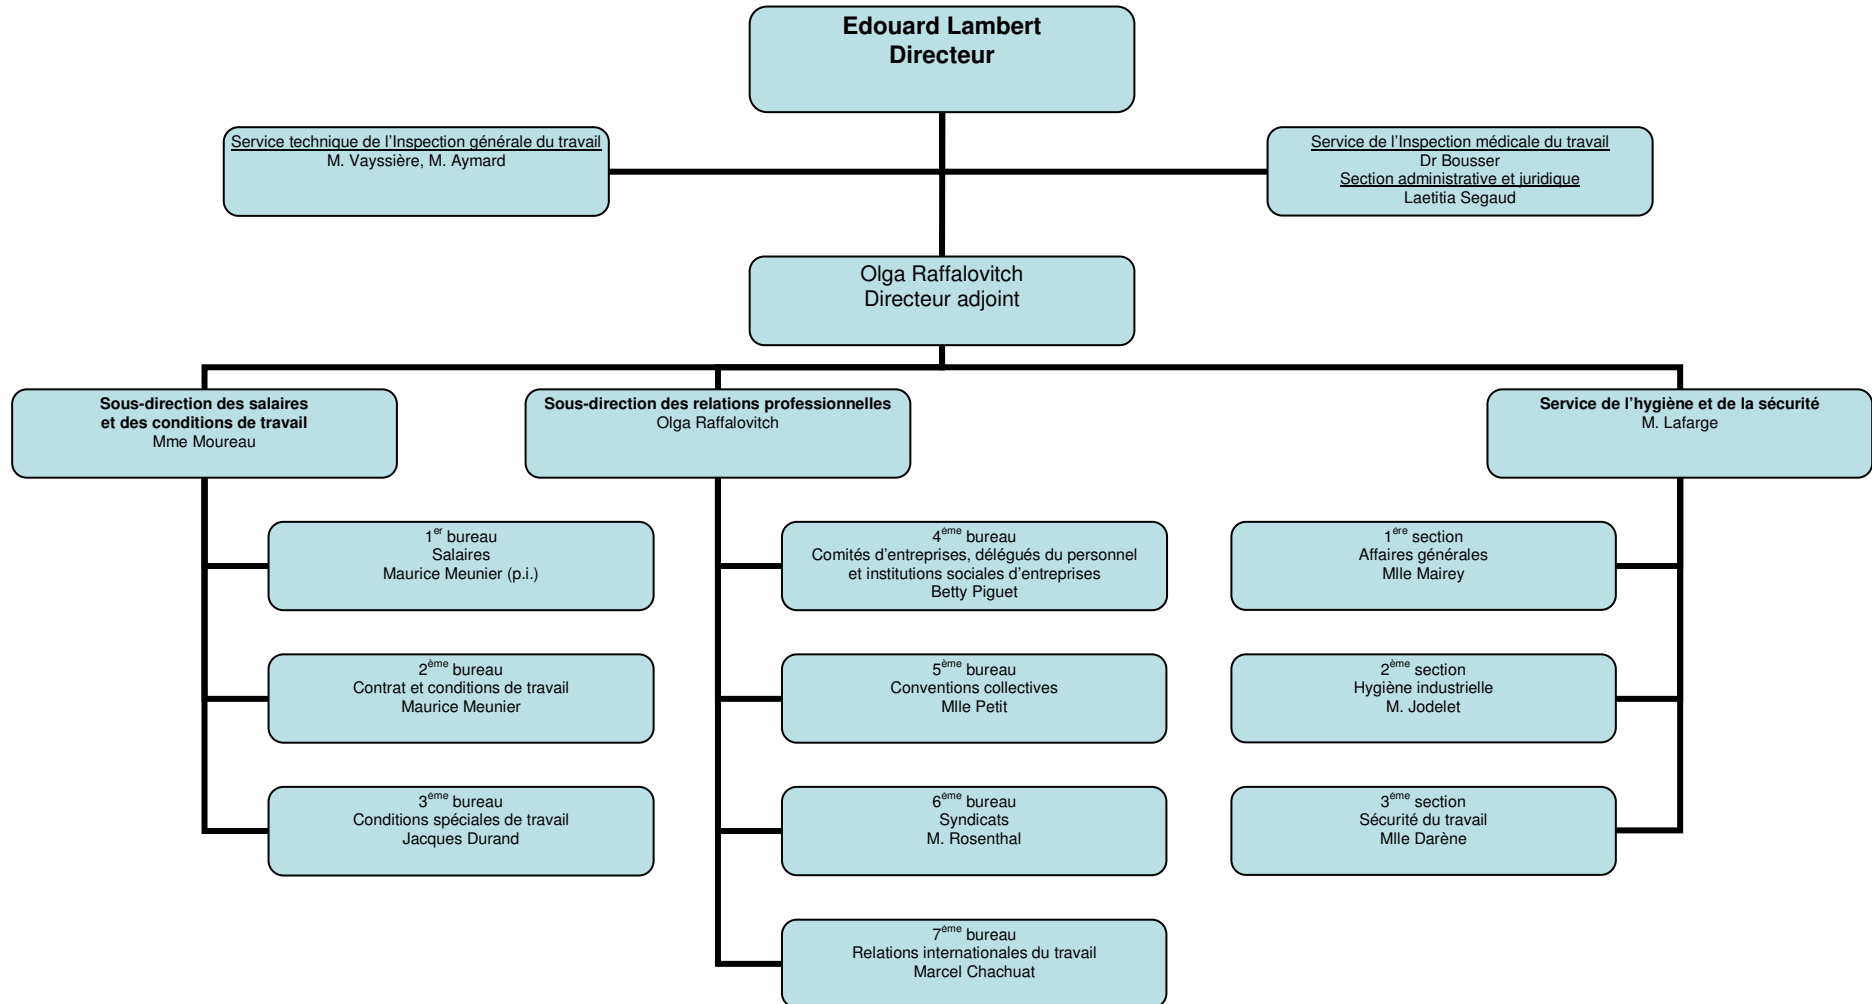 Edouard Lambert
Directeur
Service technique de l'Inspection générale du travail
M. Vayssière, M. Aymard
Service de l'Inspection médicale du travail
Dr Bousser
Section administrative et juridique
Laetitia Segaud
Olga Raffalovitch
Directeur adjoint
Sous-direction des salaires
et des conditions de travail
Mme Moureau
Sous-direction des relations professionnelles
Olga Raffalovitch
Service de l'hygiène et de la sécurité
M. Lafarge
1er bureau
Salaires
Maurice Meunier (p.i.)
2ème bureau
Contrat et conditions de travail
Maurice Meunier
3ème bureau
Conditions spéciales de travail
Jacques Durand
4ème bureau
Comités d'entreprises, délégués du personnel
et institutions sociales d'entreprises
Betty Piguet
5ème bureau
Conventions collectives
Mlle Petit
6ème bureau
Syndicats
M. Rosenthal
7ème bureau
Relations internationales du travail
Marcel Chachuat
1ère section
Affaires générales
Mlle Mairey
2ème section
Hygiène industrielle
M. Jodelet
3ème section
Sécurité du travail
Mlle Darène